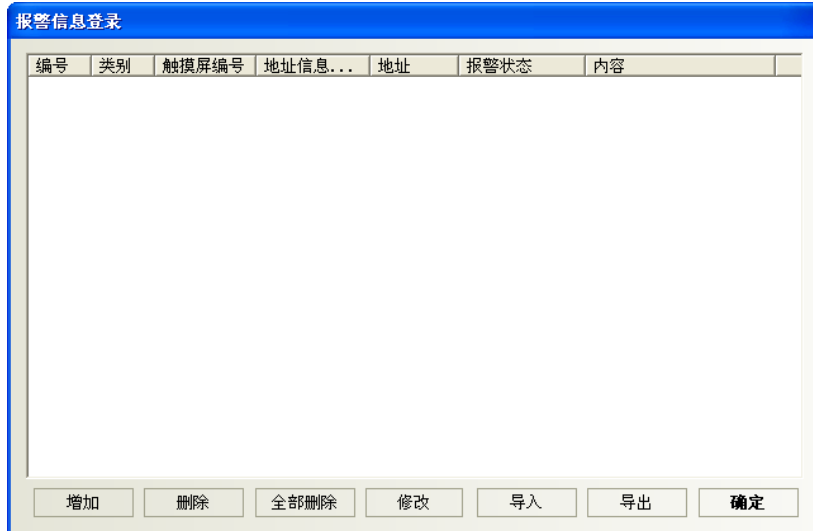 报警信息登录
编号 类别 触摸屏编号 地址信息... 地址 报警状态 内容
增加 删除 全部删除 修改 导入 导出 确定